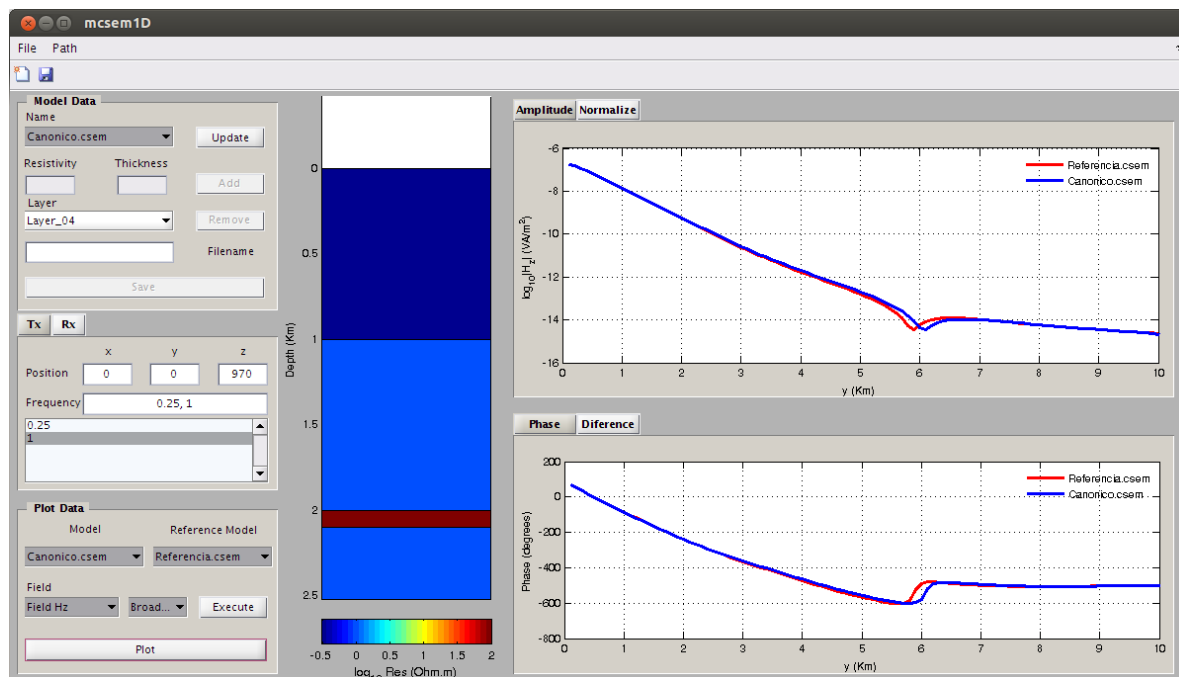 mcsem1D
File Path
Model Data
Name
Canonico.csem
Update
Resistivity Thickness
Add
Layer
Layer_04
Remove
Filename
Save
Tx Rx
x y z
Position 0 0 970
Frequency 0.25, 1
0.25
1
Plot Data
Model Reference Model
Canonico.csem Referencia.csem
Field
Field Hz Broad... Execute
Plot
0
0.5
1
1.5
2
2.5
Depth (Km)
-0.5 0 0.5 1 1.5 2
log10 Res (Ohm.m)
Amplitude Normalize
-6
-8
-10
-12
-14
-16
log10|Hz| (VA/m²)
Referência.csem
Canonico.csem
0 1 2 3 4 5 6 7 8 9 10
y (Km)
Phase Diference
200
0
-200
-400
-600
-800
Phase (degrees)
Referência.csem
Canonico.csem
0 1 2 3 4 5 6 7 8 9 10
y (Km)